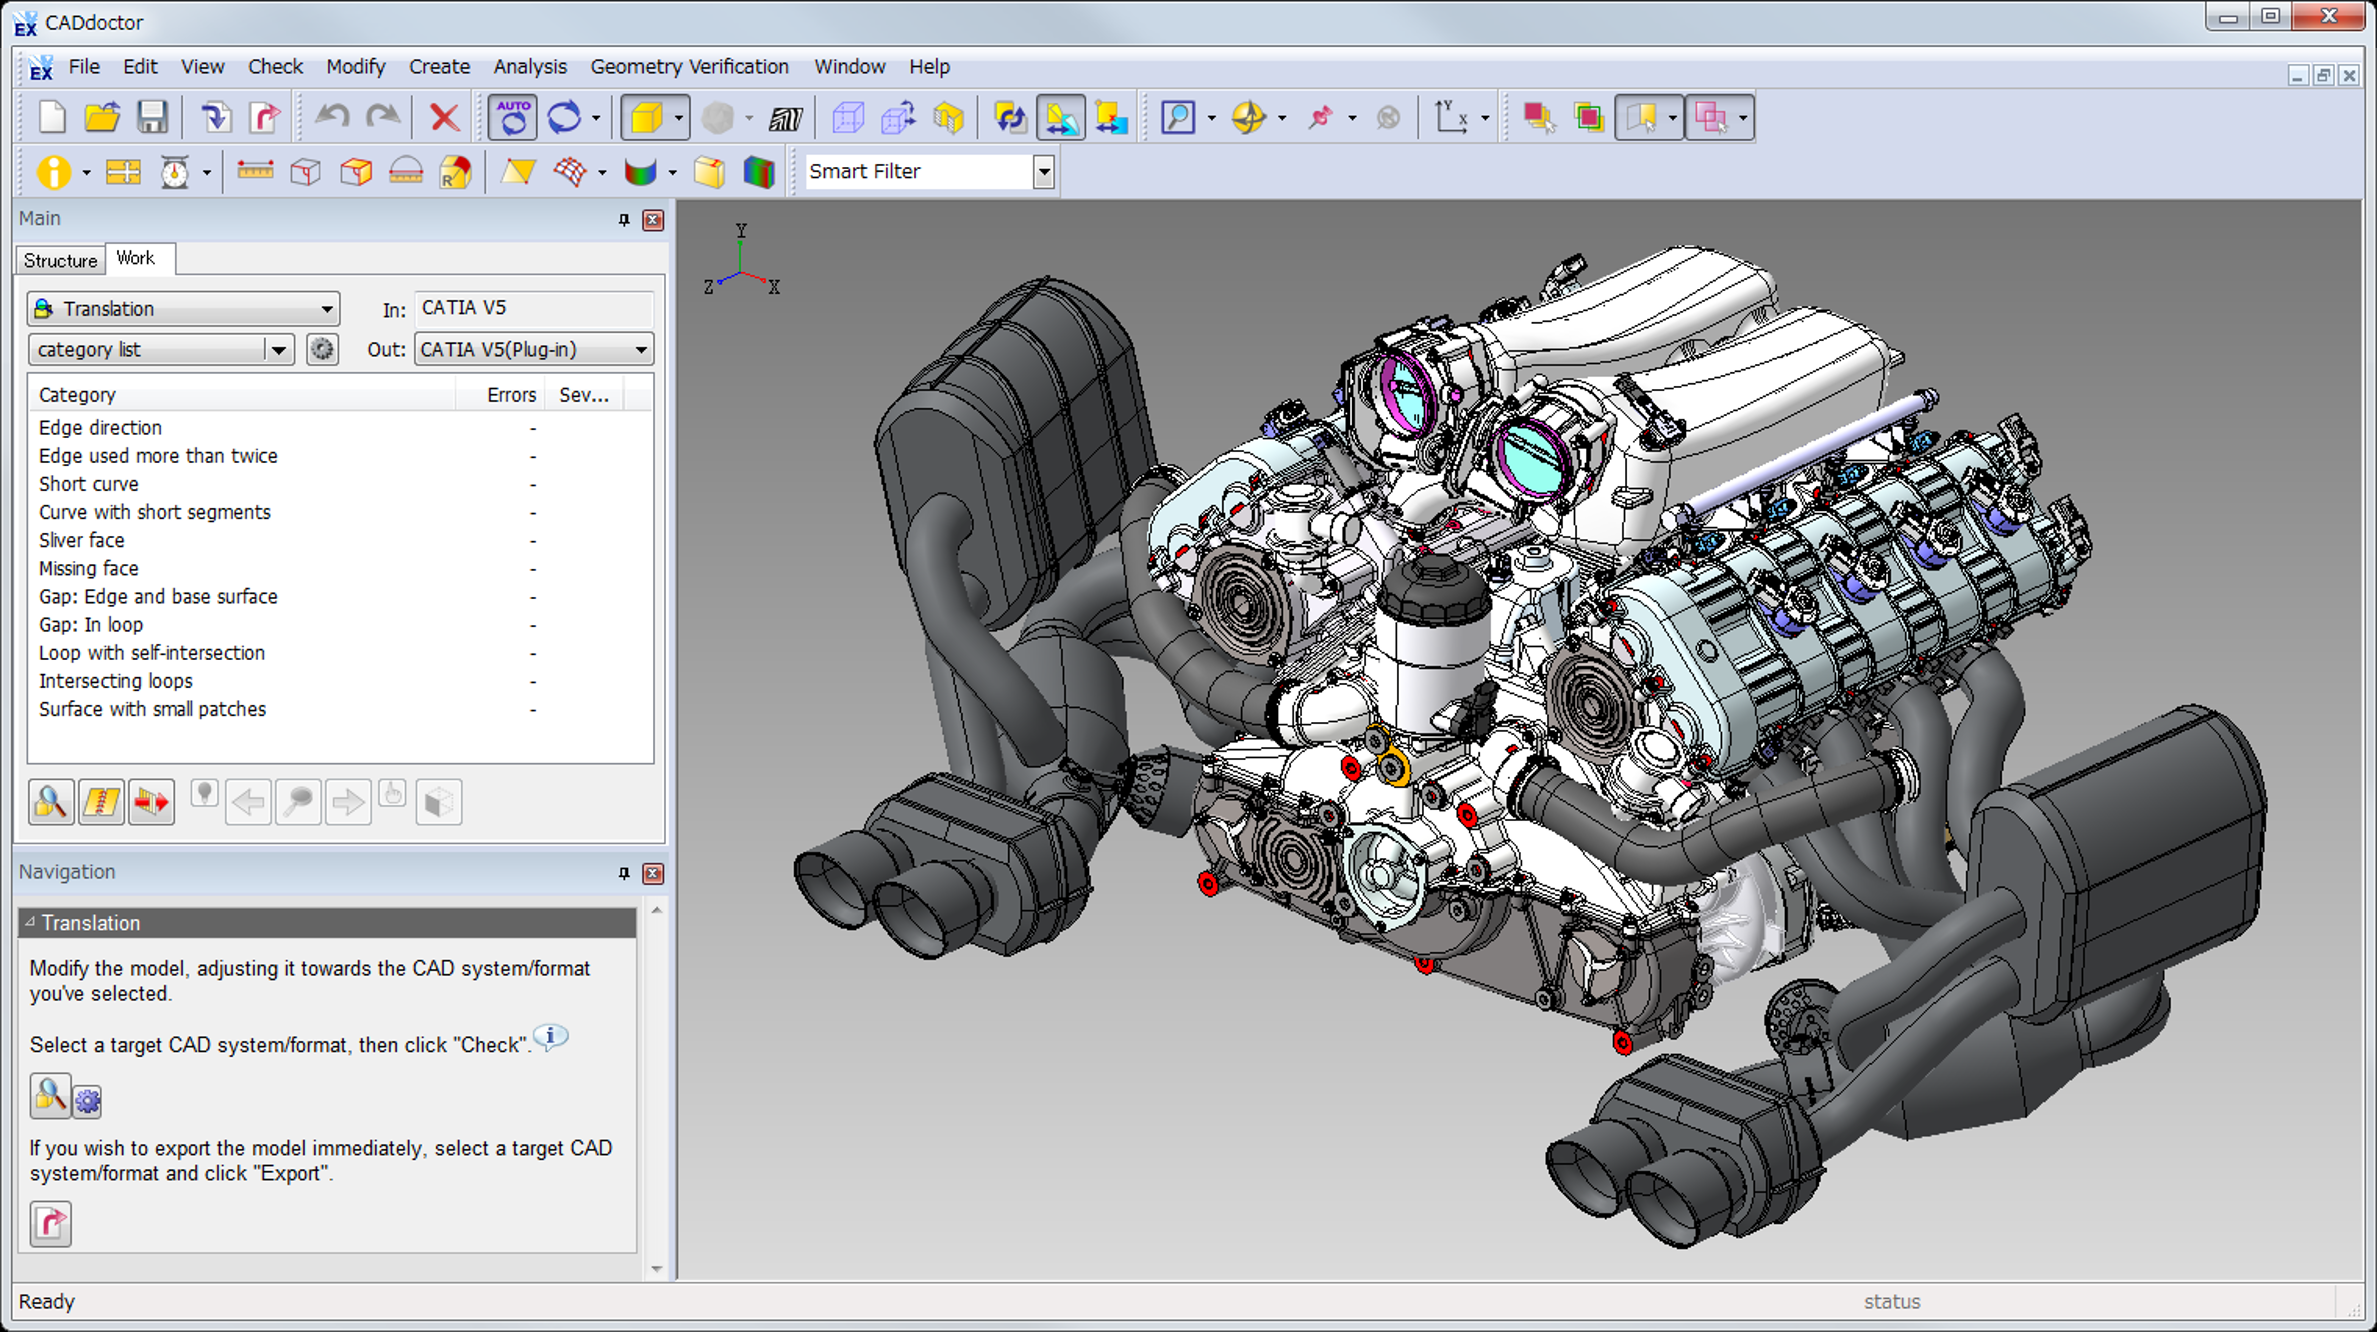 EX CADdoctor
EX File Edit View Check Modify Create Analysis Geometry Verification Window Help
AUTO Y X
i R Smart Filter
Main
Structure Work
Translation In: CATIA V5
category list Out: CATIA V5(Plug-in)
Category Errors Sev...
Edge direction -
Edge used more than twice -
Short curve -
Curve with short segments -
Sliver face -
Missing face -
Gap: Edge and base surface -
Gap: In loop -
Loop with self-intersection -
Intersecting loops -
Surface with small patches -
Navigation
Translation
Modify the model, adjusting it towards the CAD system/format
you've selected.
Select a target CAD system/format, then click "Check". i
If you wish to export the model immediately, select a target CAD
system/format and click "Export".
Y
Z X
Ready status